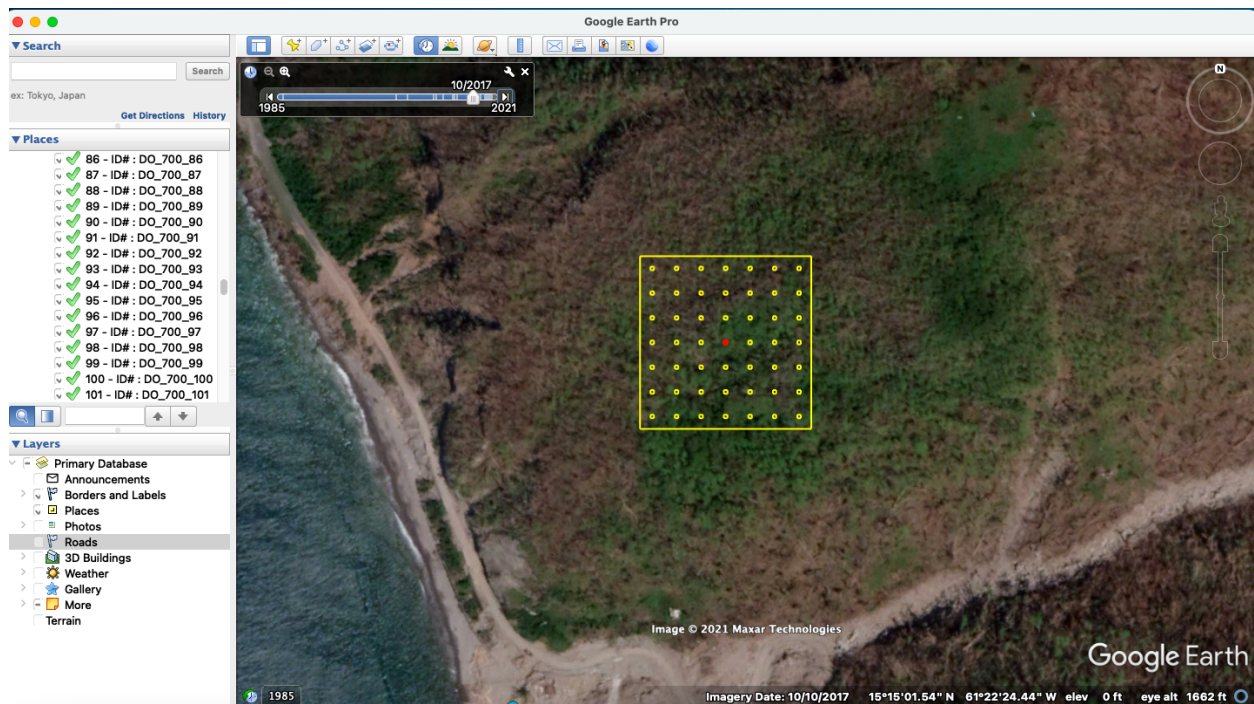 Google Earth Pro
Search
Search
ex: Tokyo, Japan
Get Directions History
Places
86 - ID# : DO_700_86
87 - ID# : DO_700_87
88 - ID# : DO_700_88
89 - ID# : DO_700_89
90 - ID# : DO_700_90
91 - ID# : DO_700_91
92 - ID# : DO_700_92
93 - ID# : DO_700_93
94 - ID# : DO_700_94
95 - ID# : DO_700_95
96 - ID# : DO_700_96
97 - ID# : DO_700_97
98 - ID# : DO_700_98
99 - ID# : DO_700_99
100 - ID# : DO_700_100
101 - ID# : DO_700_101
Layers
Primary Database
Announcements
Borders and Labels
Places
Photos
Roads
3D Buildings
Weather
Gallery
More
Terrain
10/2017
1985 2021
N
Image © 2021 Maxar Technologies
Google Earth
1985
Imagery Date: 10/10/2017 15°15'01.54" N 61°22'24.44" W elev 0 ft eye alt 1662 ft